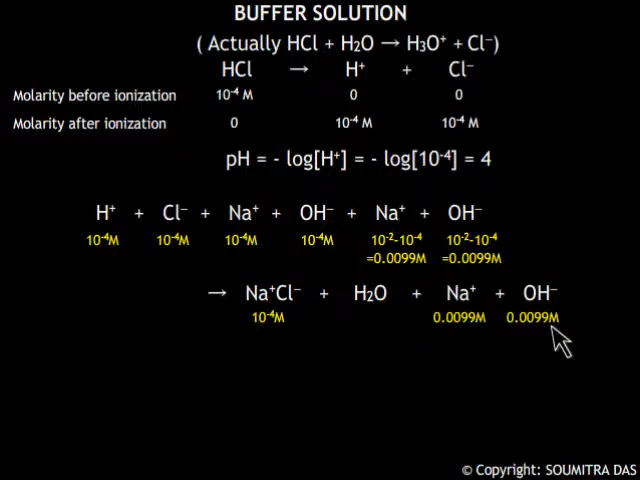 BUFFER SOLUTION
( Actually HCl + H₂O → H₃O⁺ + Cl⁻)
HCl → H⁺ + Cl⁻
Molarity before ionization 10⁻⁴ M 0 0
Molarity after ionization 0 10⁻⁴ M 10⁻⁴ M
pH = - log[H⁺] = - log[10⁻⁴] = 4
H⁺ + Cl⁻ + Na⁺ + OH⁻ + Na⁺ + OH⁻
10⁻⁴M 10⁻⁴M 10⁻⁴M 10⁻⁴M 10⁻²-10⁻⁴ 10⁻²-10⁻⁴
=0.0099M =0.0099M
→ Na⁺Cl⁻ + H₂O + Na⁺ + OH⁻
10⁻⁴M 0.0099M 0.0099M
© Copyright: SOUMITRA DAS